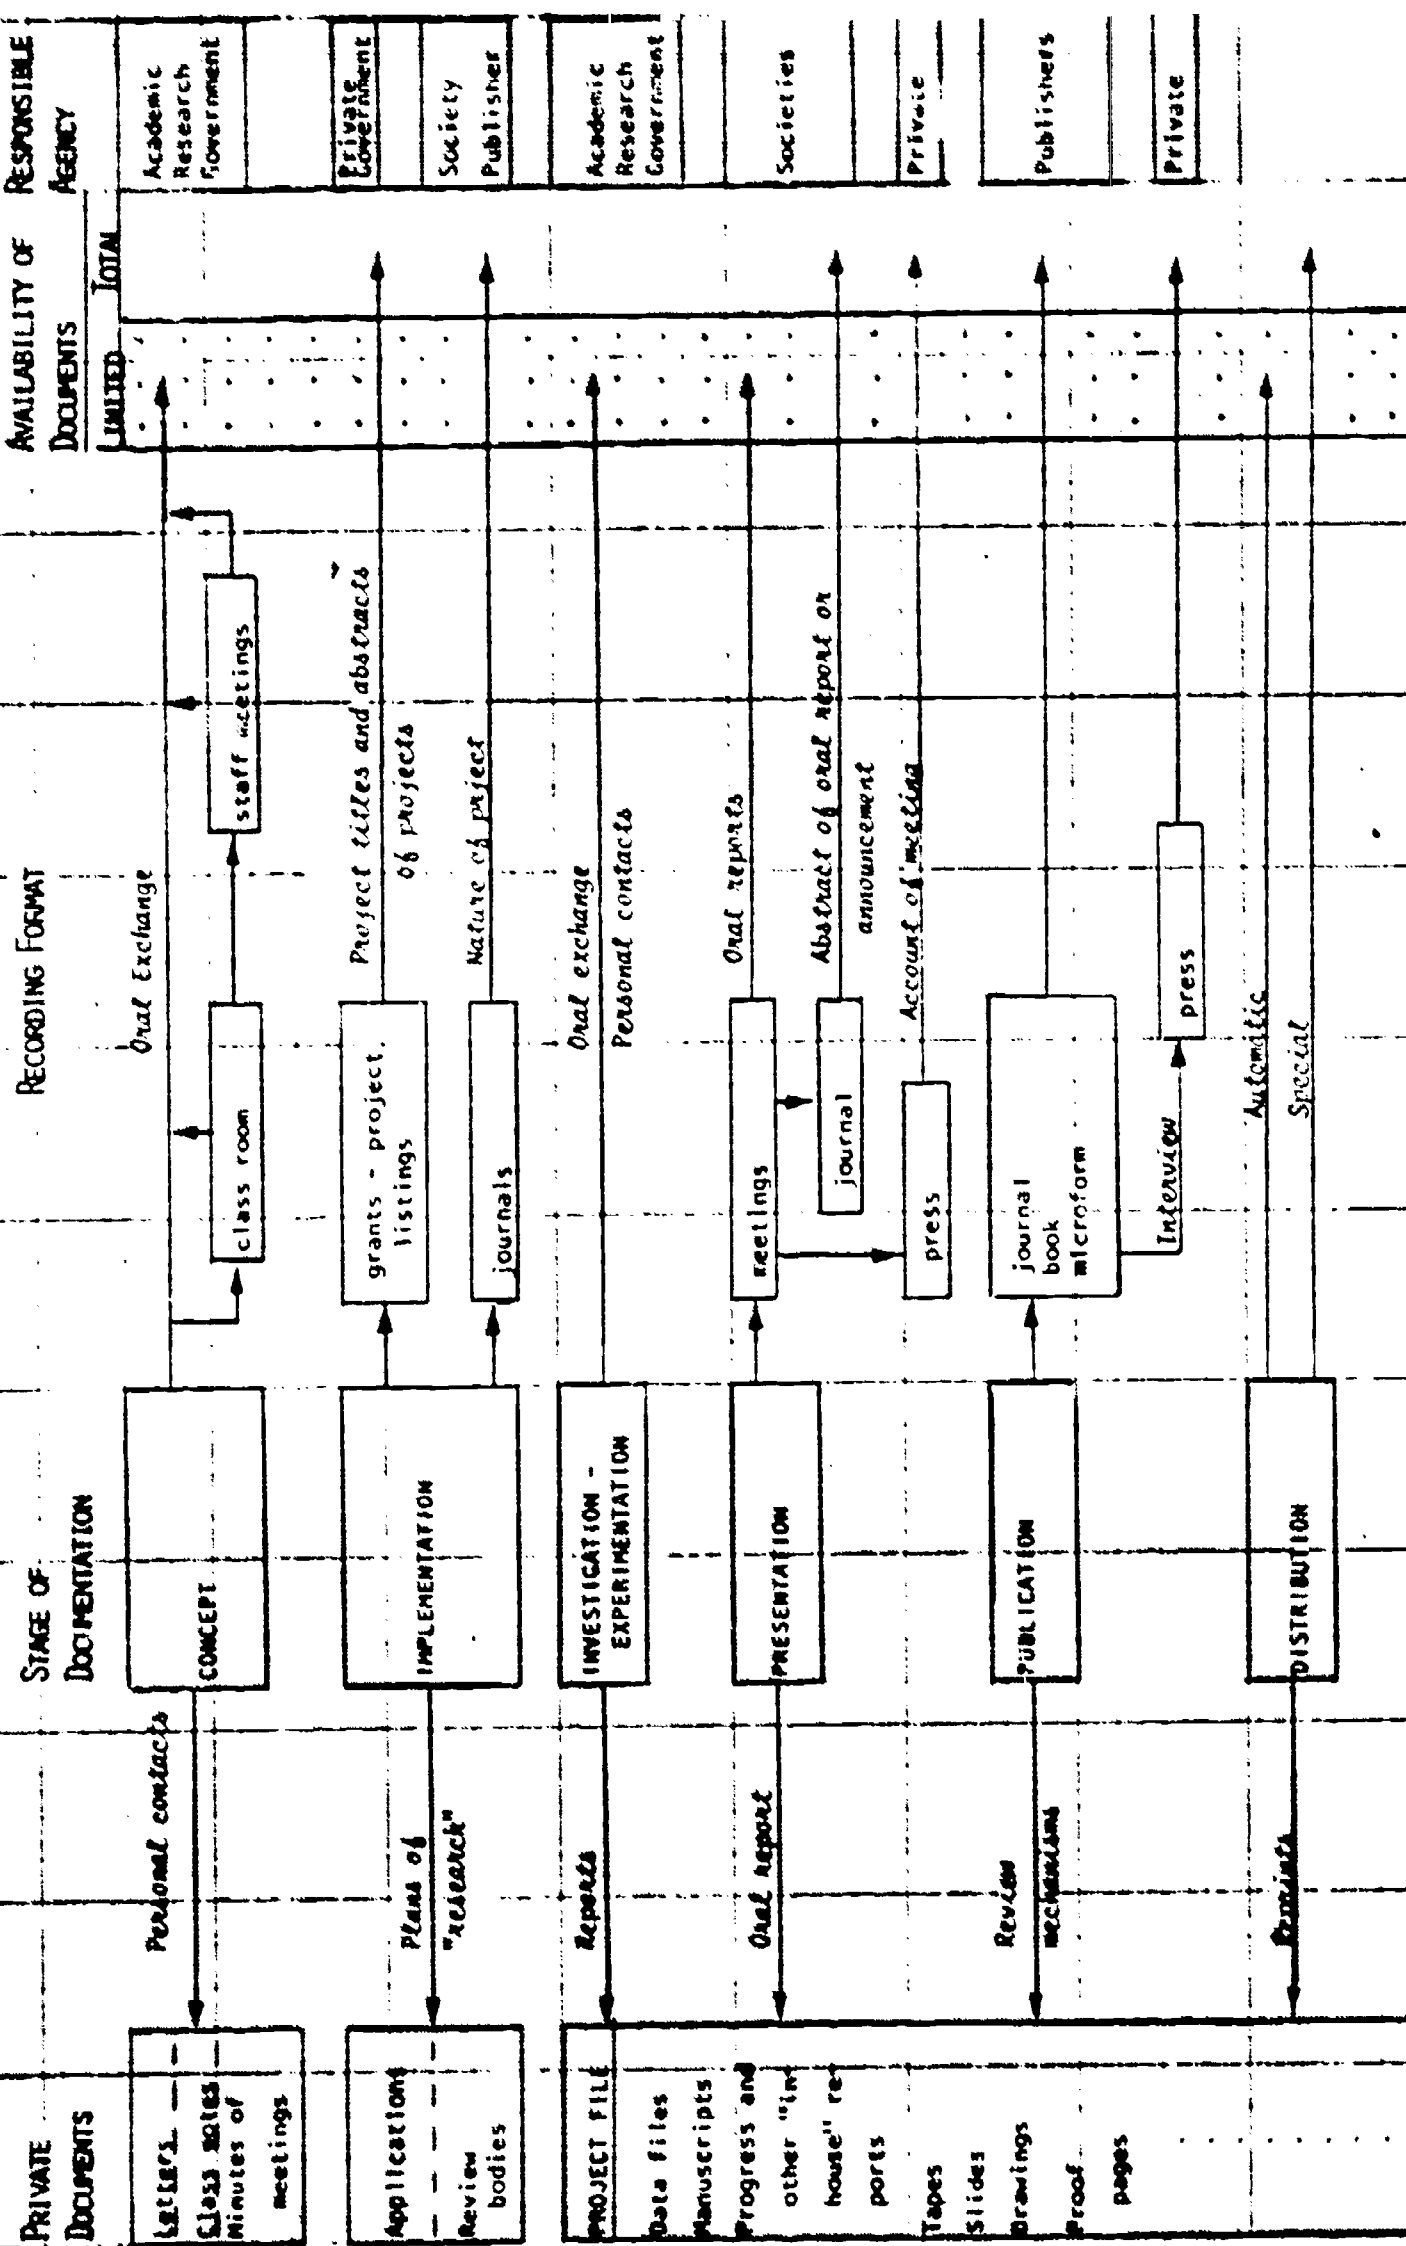 PRIVATE
DOCUMENTS
STAGE OF
DOCUMENTATION
RECORDING FORMAT
AVAILABILITY OF
DOCUMENTS
LIMITED
TOTAL
RESPONSIBLE
AGENCY
Letters
Class notes
Minutes of
meetings
Personal contacts
CONCEPT
Oral Exchange
class room
staff meetings
Academic
Research
Government
Applications
Review
bodies
Plans of
"research"
IMPLEMENTATION
grants - project
listings
Project titles and abstracts
of projects
Private
Government
journals
Nature of pr ject
Society
Publisher
PROJECT FILE
Data files
Manuscripts
Progress and
other "in
house" re
ports
Tapes
Slides
Drawings
Proof
pages
Reports
INVESTIGATION -
EXPERIMENTATION
Oral exchange
Personal contacts
Academic
Research
Government
Oral report
PRESENTATION
meetings
Oral reports
journal
Abstract of oral report or
announcement
Societies
press
Account of meeting
Private
Review
mechanisms
PUBLICATION
journal
book
microform
Publishers
Interview
press
Private
Reprints
DISTRIBUTION
Automatic
Special